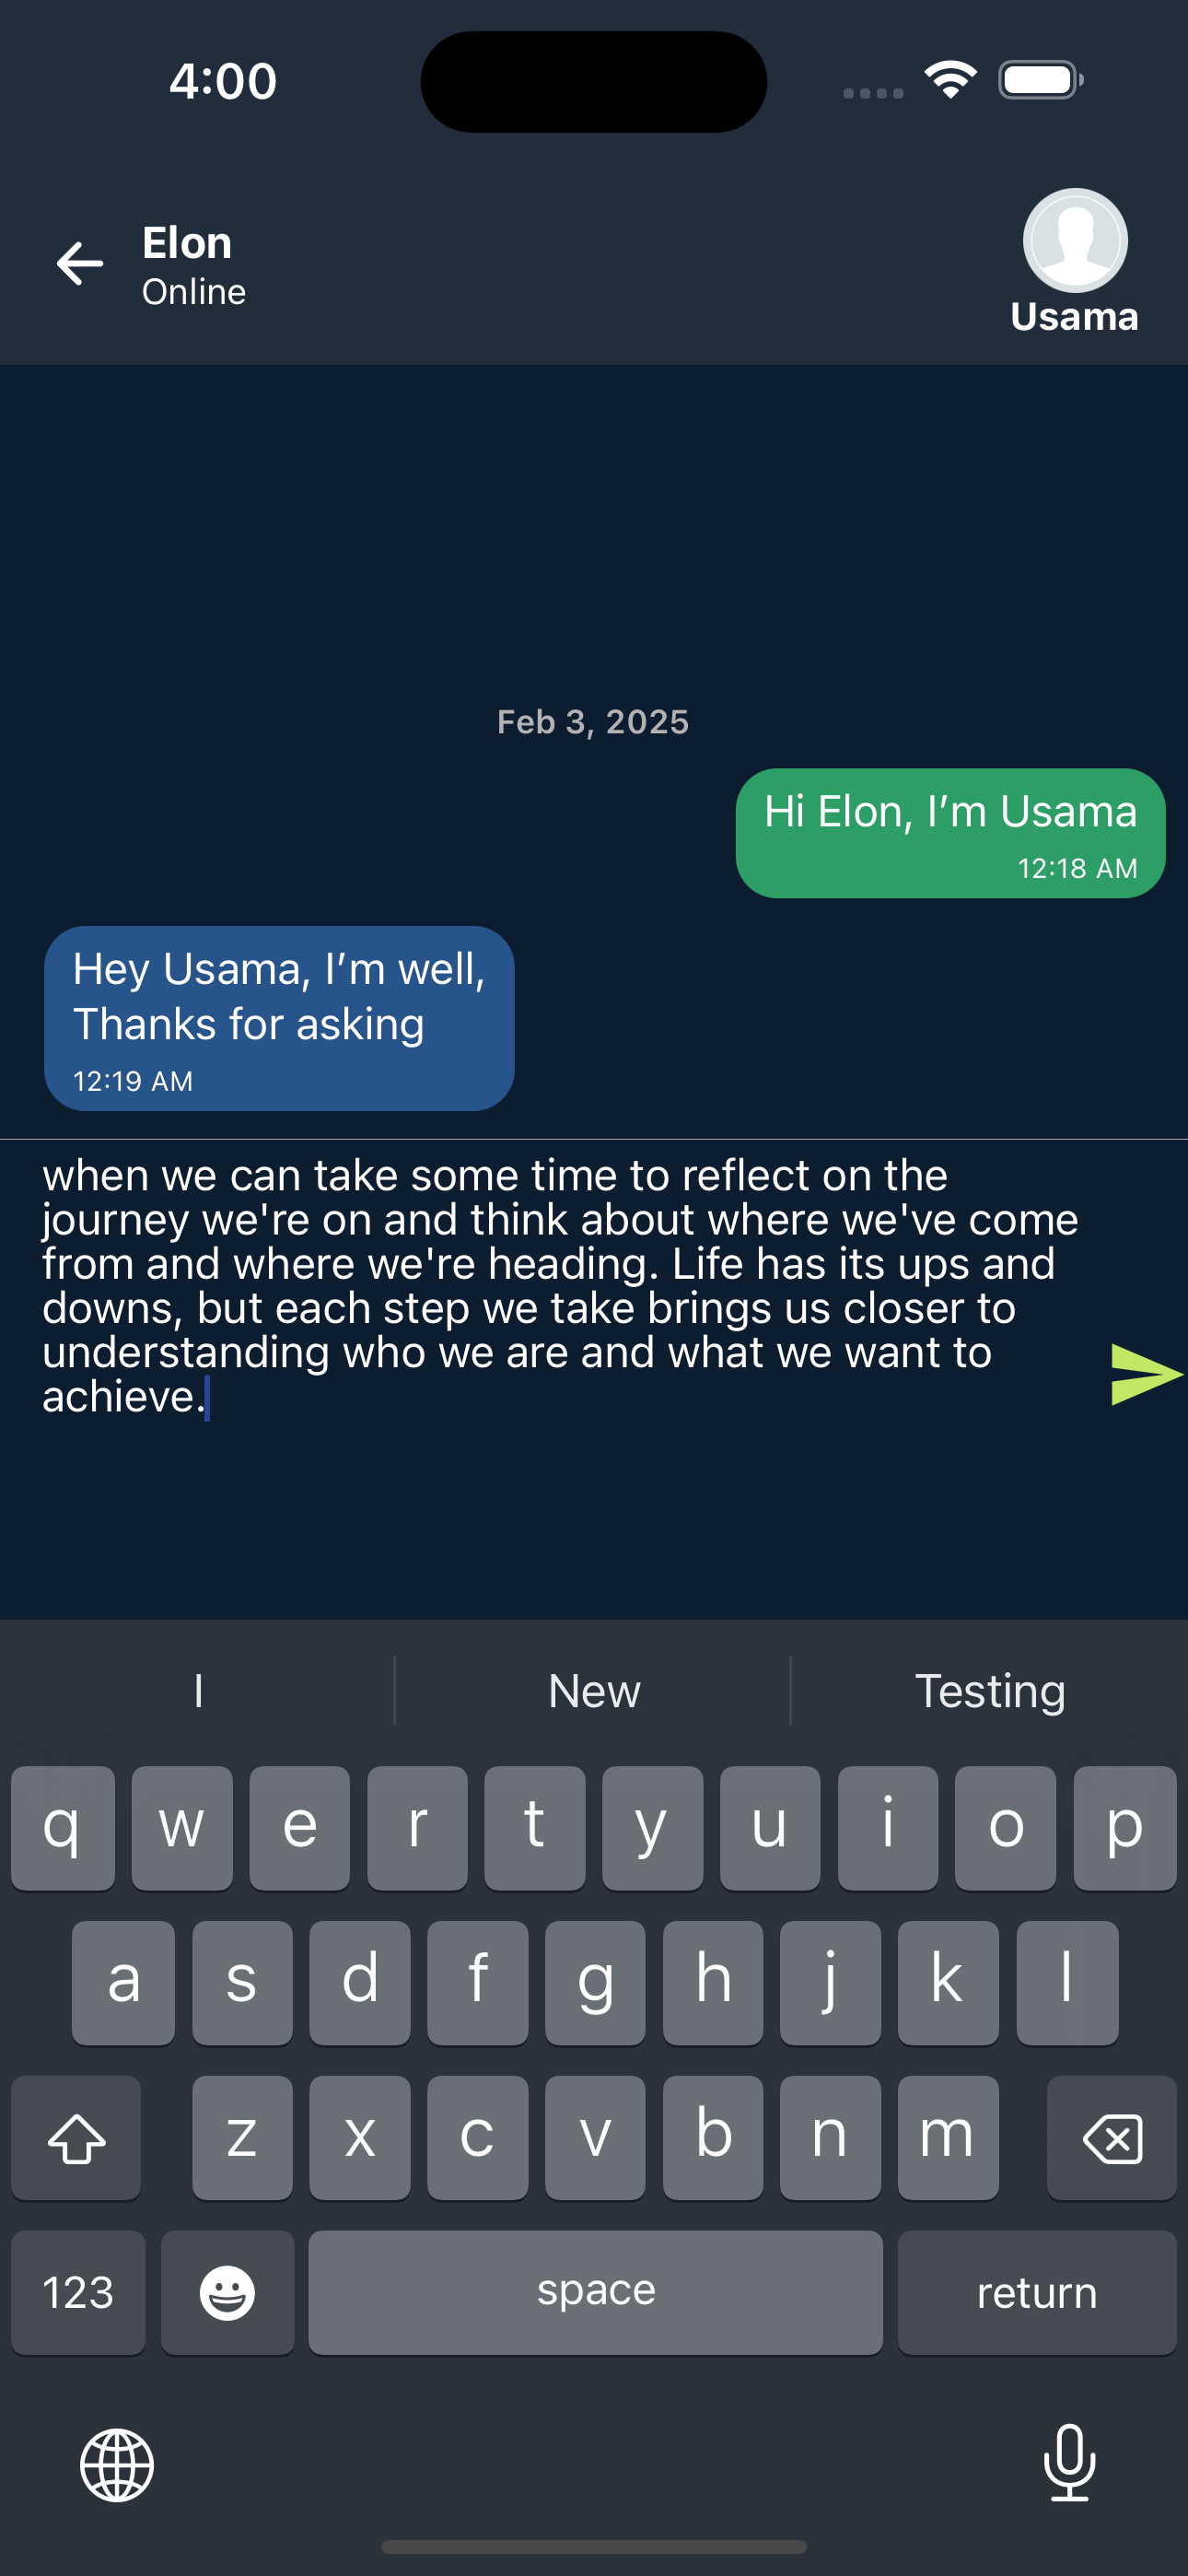 4:00
Elon
Online
Usama
Feb 3, 2025
Hi Elon, I’m Usama
12:18 AM
Hey Usama, I’m well,
Thanks for asking
12:19 AM
when we can take some time to reflect on the
journey we're on and think about where we've come
from and where we're heading. Life has its ups and
downs, but each step we take brings us closer to
understanding who we are and what we want to
achieve.
I New Testing
q w e r t y u i o p
a s d f g h j k l
z x c v b n m
123 space return